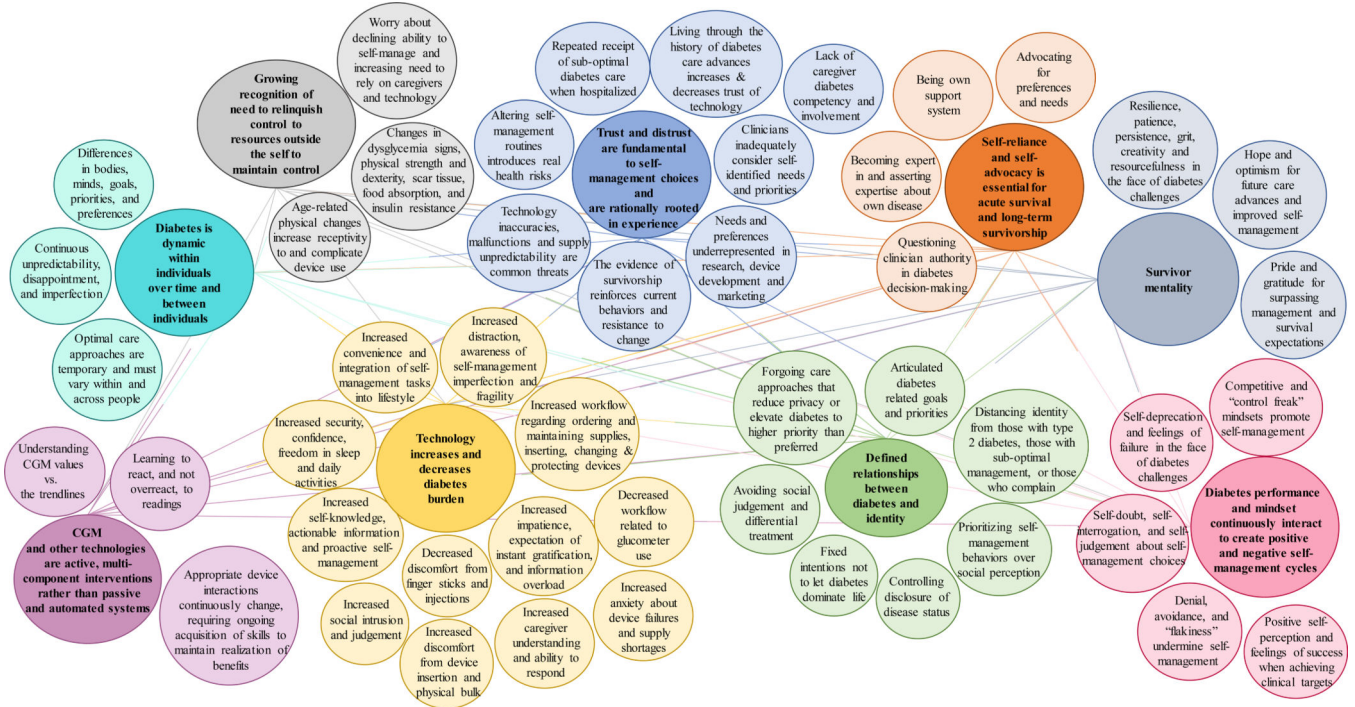 Worry about
declining ability to
self-manage and
increasing need to
rely on caregivers
and technology
Growing
recognition of
need to relinquish
control to
resources outside
the self to
maintain control
Changes in
dysglycemia signs,
physical strength and
dexterity, scar tissue,
food absorption, and
insulin resistance
Age-related
physical changes
increase receptivity
to and complicate
device use
Differences
in bodies,
minds, goals,
priorities, and
preferences
Diabetes is
dynamic
within
individuals
over time and
between
individuals
Continuous
unpredictability,
disappointment,
and imperfection
Optimal care
approaches are
temporary and must
vary within and
across people
Repeated receipt
of sub-optimal
diabetes care
when hospitalized
Living through the
history of diabetes
care advances
increases &
decreases trust of
technology
Lack of
caregiver
diabetes
competency and
involvement
Altering self-
management
routines
introduces real
health risks
Trust and distrust
are fundamental
to self-
management choices
and
are rationally rooted
in experience
Clinicians
inadequately
consider self-
identified needs
and priorities
Technology
inaccuracies,
malfunctions and supply
unpredictability are
common threats
The evidence of
survivorship
reinforces current
behaviors and
resistance to
change
Needs and
preferences
underrepresented in
research, device
development and
marketing
Being own
support
system
Advocating
for
preferences
and needs
Becoming expert
in and asserting
expertise about
own disease
Self-reliance
and self-
advocacy is
essential for
acute survival
and long-term
survivorship
Questioning
clinician authority
in diabetes
decision-making
Resilience,
patience,
persistence, grit,
creativity and
resourcefulness in
the face of diabetes
challenges
Hope and
optimism for
future care
advances and
improved self-
management
Survivor
mentality
Pride and
gratitude for
surpassing
management
and survival
expectations
Increased
convenience and
integration of self-
management tasks
into lifestyle
Increased
distraction,
awareness of
self-management
imperfection and
fragility
Increased security,
confidence,
freedom in sleep
and daily
activities
Technology
increases and
decreases
diabetes
burden
Increased workflow
regarding ordering and
maintaining supplies,
inserting, changing &
protecting devices
Increased
self-knowledge,
actionable information
and proactive self-
management
Decreased
discomfort from
finger sticks and
injections
Increased
impatience,
expectation of
instant gratification,
and information
overload
Decreased
workflow
related to
glucometer
use
Increased
social intrusion
and judgement
Increased
discomfort
from device
insertion and
physical bulk
Increased
caregiver
understanding
and ability to
respond
Increased
anxiety about
device failures
and supply
shortages
Understanding
CGM values
vs.
the trendlines
Learning to
react, and not
overreact, to
readings
CGM
and other technologies
are active, multi-
component interventions
rather than passive
and automated systems
Appropriate device
interactions
continuously change,
requiring ongoing
acquisition of skills to
maintain realization of
benefits
Forgoing care
approaches that
reduce privacy or
elevate diabetes to
higher priority than
preferred
Articulated
diabetes
related goals
and priorities
Distancing identity
from those with type
2 diabetes, those with
sub-optimal
management, or those
who complain
Defined
relationships
between
diabetes and
identity
Avoiding social
judgement and
differential
treatment
Fixed
intentions not
to let diabetes
dominate life
Controlling
disclosure of
disease status
Prioritizing self-
management
behaviors over
social perception
Self-deprecation
and feelings of
failure in the face
of diabetes
challenges
Competitive and
“control freak”
mindsets promote
self-management
Self-doubt, self-
interrogation, and self-
judgement about self-
management choices
Diabetes performance
and mindset
continuously interact
to create positive
and negative self-
management cycles
Denial,
avoidance, and
“flakiness”
undermine self-
management
Positive self-
perception and
feelings of success
when achieving
clinical targets